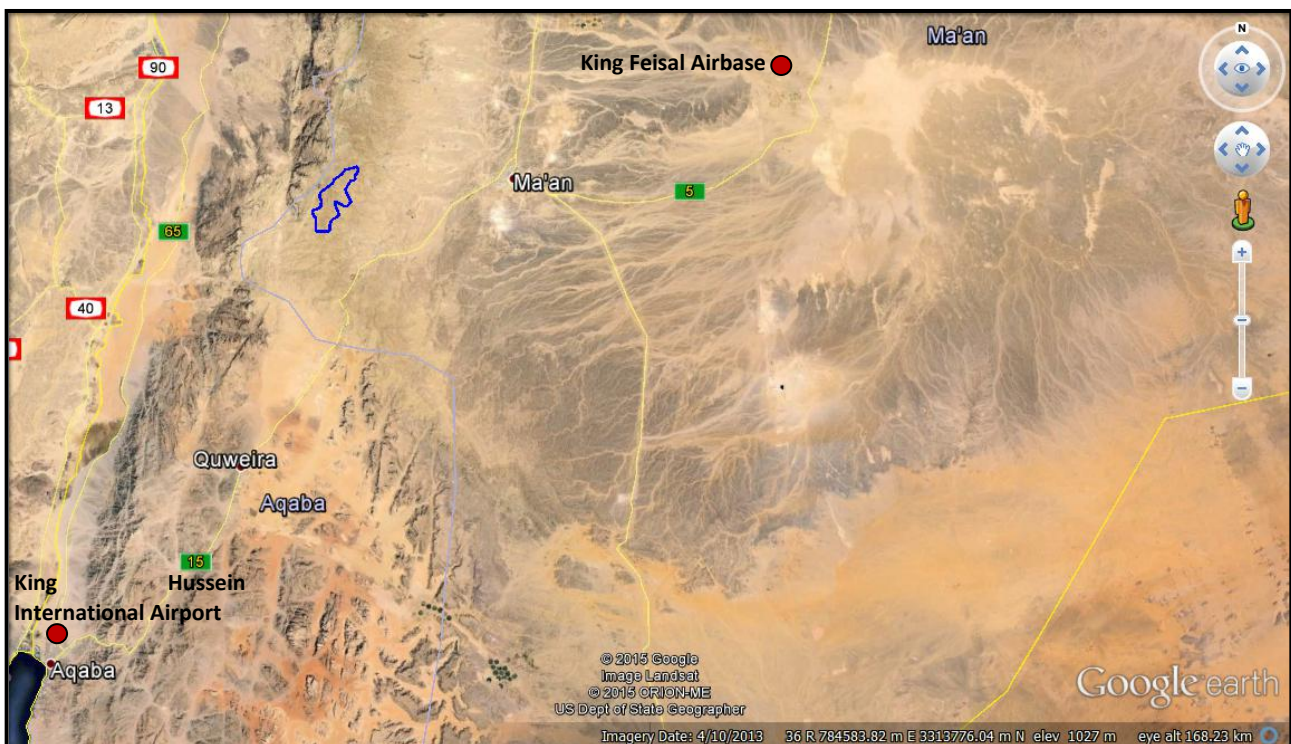 N
King Feisal Airbase
Ma'an
90
13
Ma'an
5
65
40
Quweira
Aqaba
15
King Hussein
International Airport
Aqaba
© 2015 Google
Image Landsat
© 2015 ORION-ME
US Dept of State Geographer
Google earth
Imagery Date: 4/10/2013 36 R 784583.82 m E 3313776.04 m N elev 1027 m eye alt 168.23 km